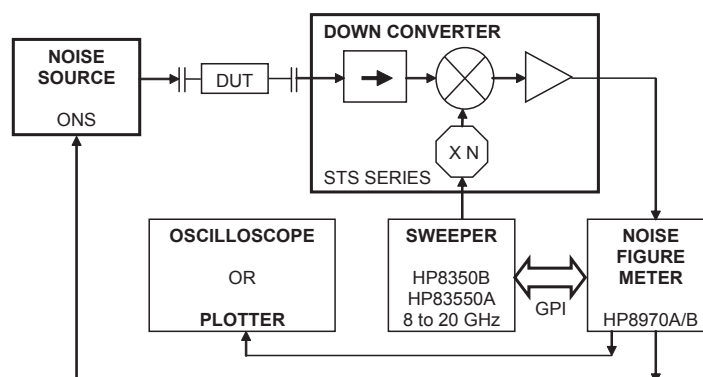 DOWN CONVERTER
NOISE
SOURCE
ONS
DUT
X N
STS SERIES
OSCILLOSCOPE
OR
PLOTTER
SWEEPER
HP8350B
HP83550A
8 to 20 GHz
GPI
NOISE
FIGURE
METER
HP8970A/B